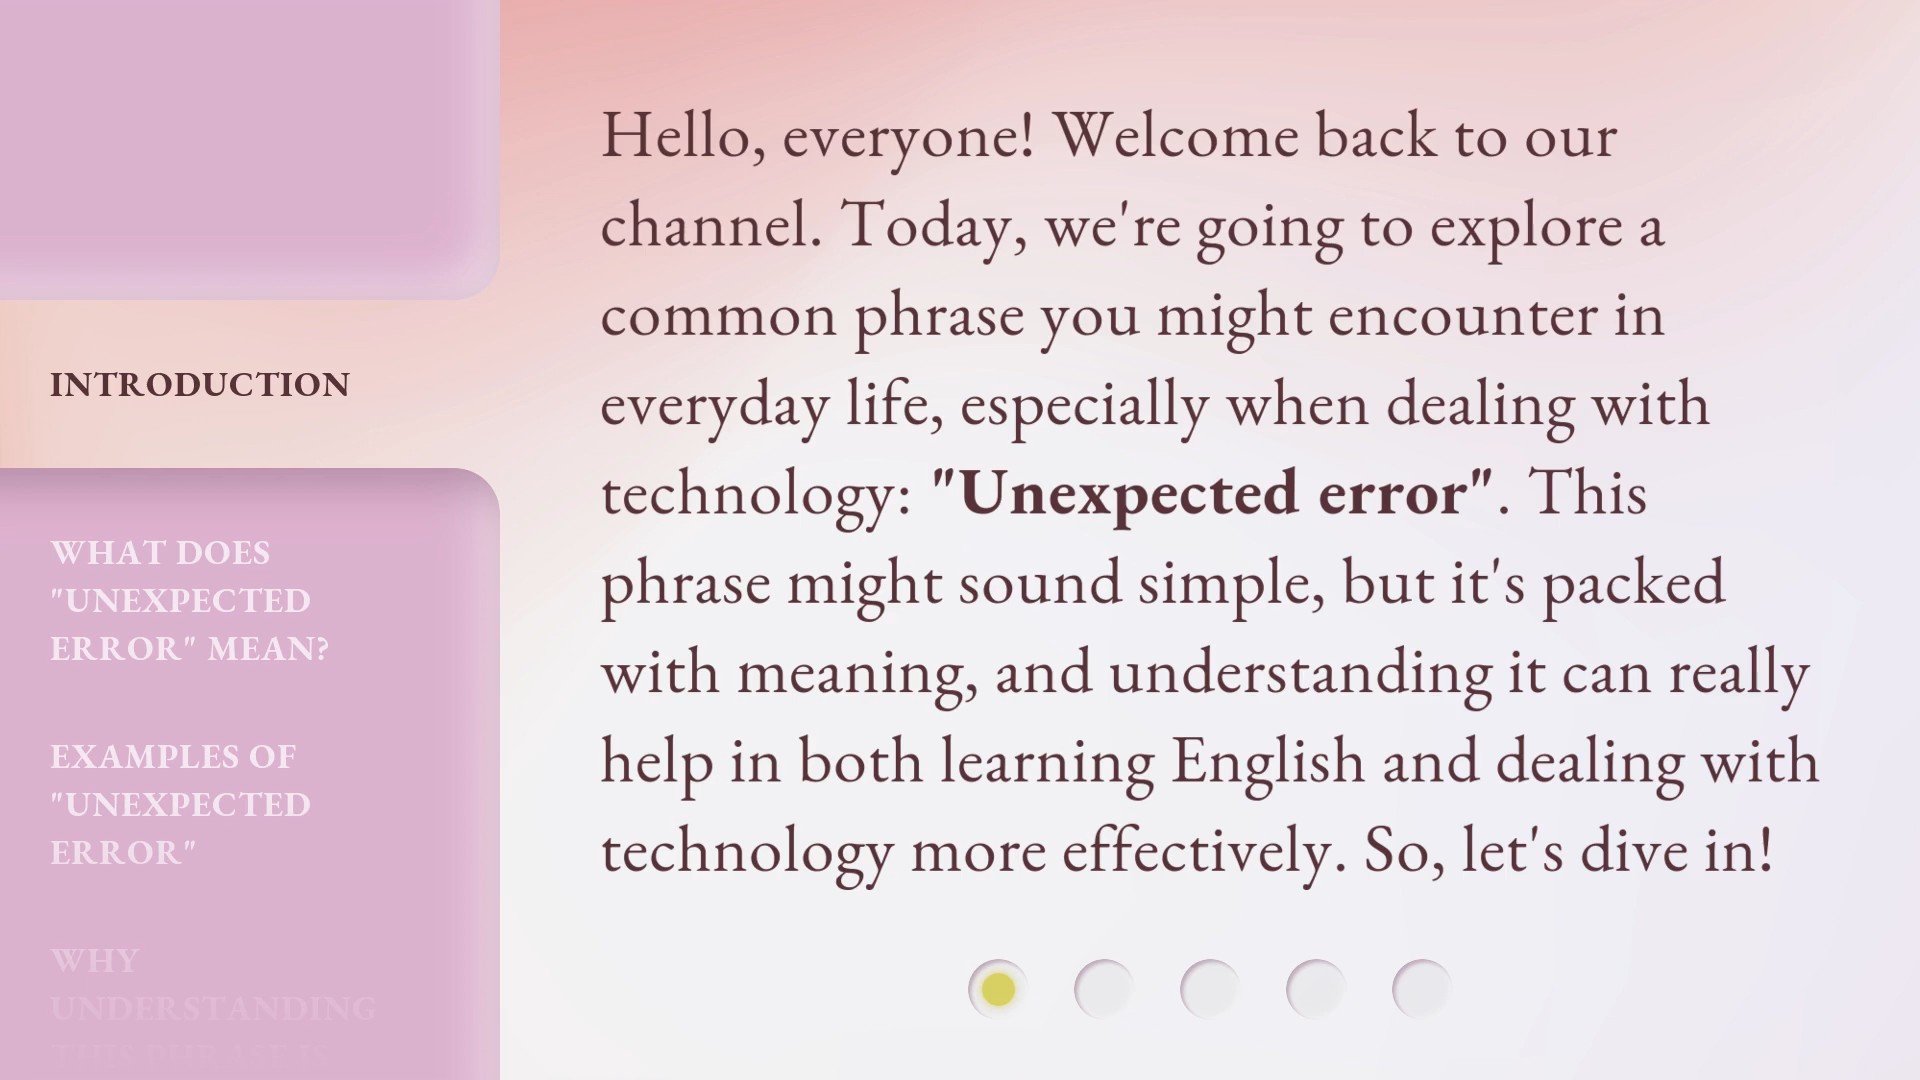 INTRODUCTION
WHAT DOES
"UNEXPECTED
ERROR" MEAN?
EXAMPLES OF
"UNEXPECTED
ERROR"
WHY
UNDERSTANDING
THIS PHRASE IS
Hello, everyone! Welcome back to our
channel. Today, we're going to explore a
common phrase you might encounter in
everyday life, especially when dealing with
technology: "Unexpected error". This
phrase might sound simple, but it's packed
with meaning, and understanding it can really
help in both learning English and dealing with
technology more effectively. So, let's dive in!